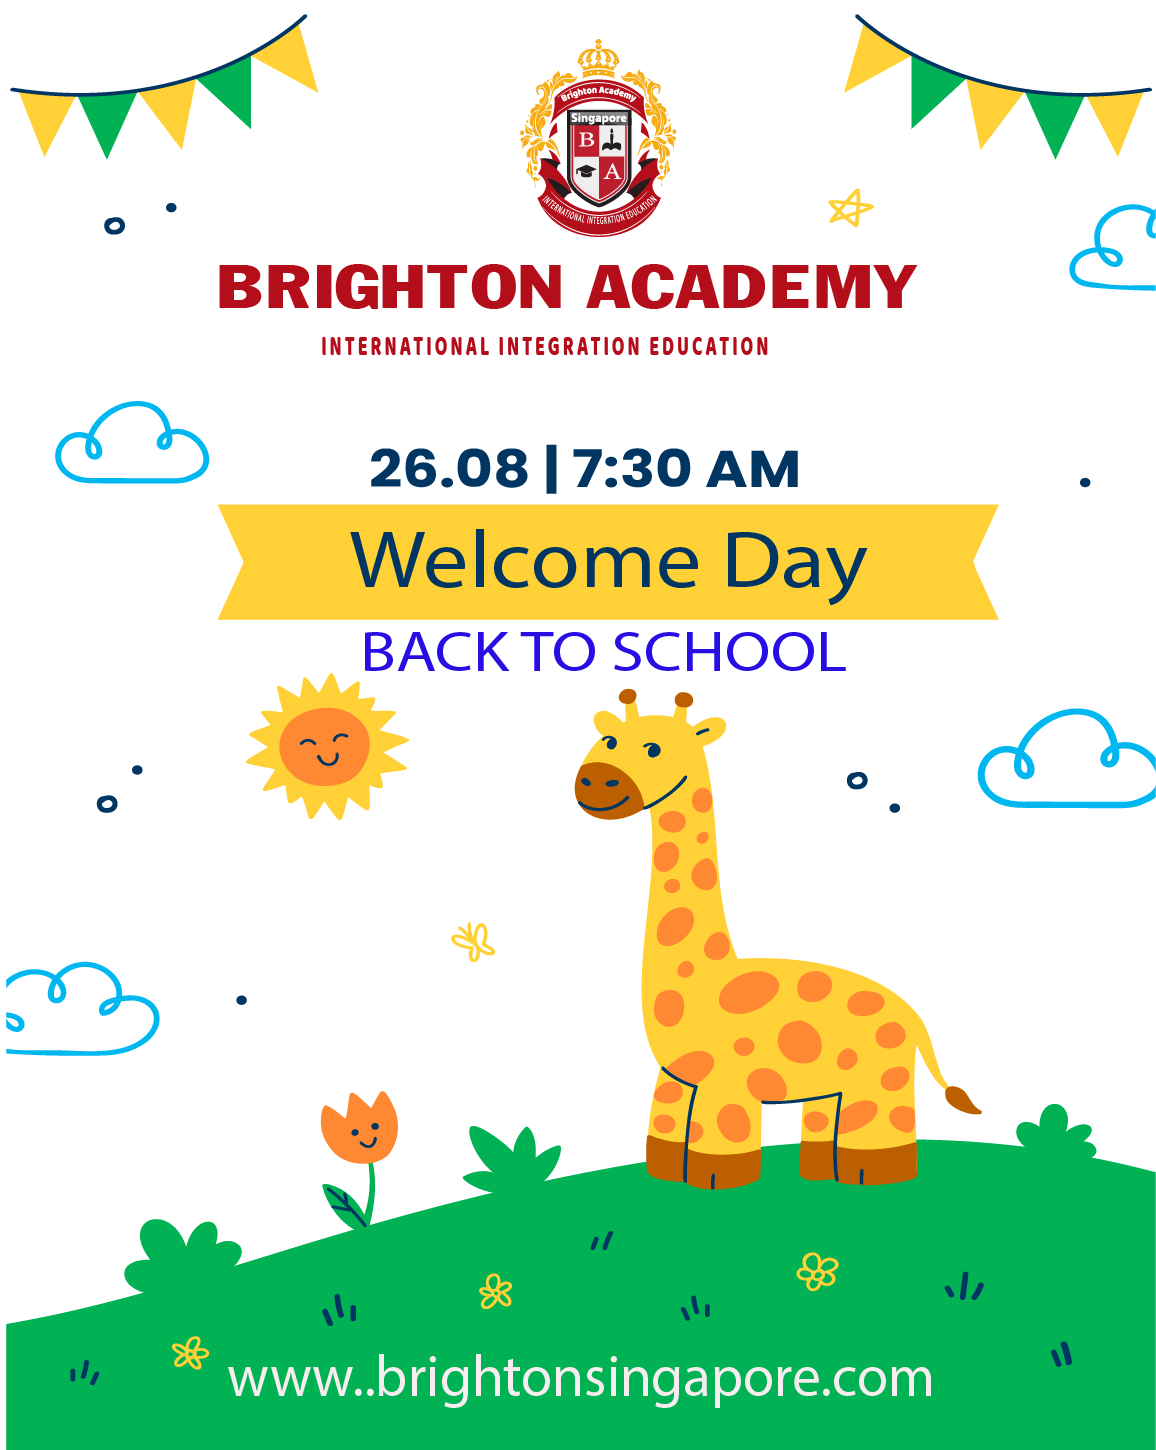 Brighton Academy
Singapore
B
A
INTERNATIONAL INTEGRATION EDUCATION
BRIGHTON ACADEMY
INTERNATIONAL INTEGRATION EDUCATION
26.08 | 7:30 AM
Welcome Day
BACK TO SCHOOL
www..brightonsingapore.com